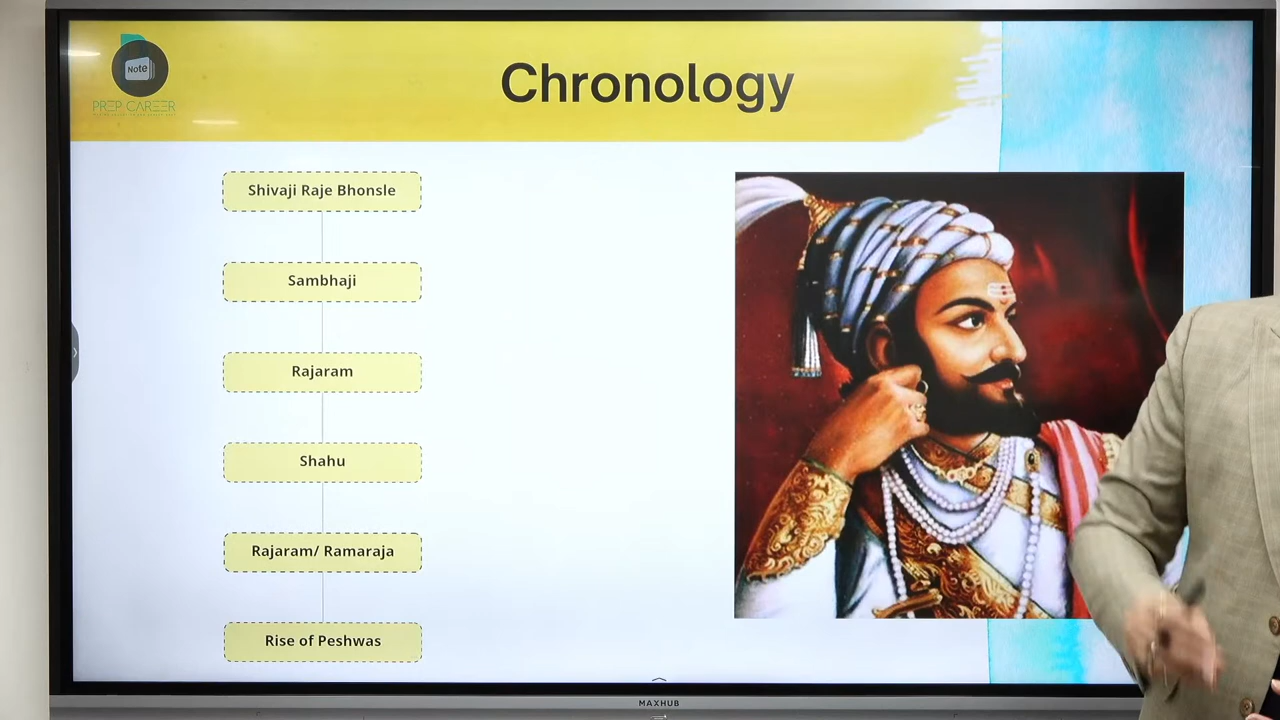 Chronology
Note
PREP CAREER
Shivaji Raje Bhonsle
Sambhaji
Rajaram
Shahu
Rajaram/ Ramaraja
Rise of Peshwas
MAXHUB